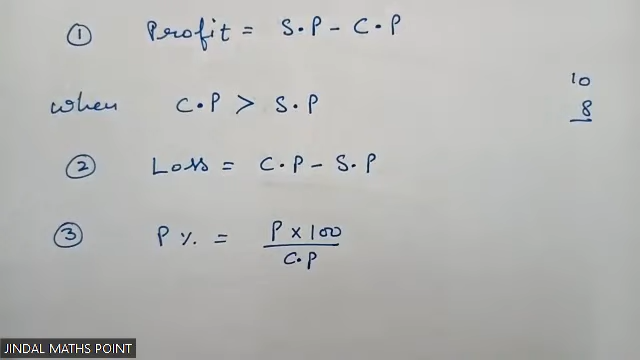 ① Profit = S.P - C.P
10
when C.P > S.P
8
② Loss = C.P - S.P
③ P % = P x 100 / C.P
JINDAL MATHS POINT